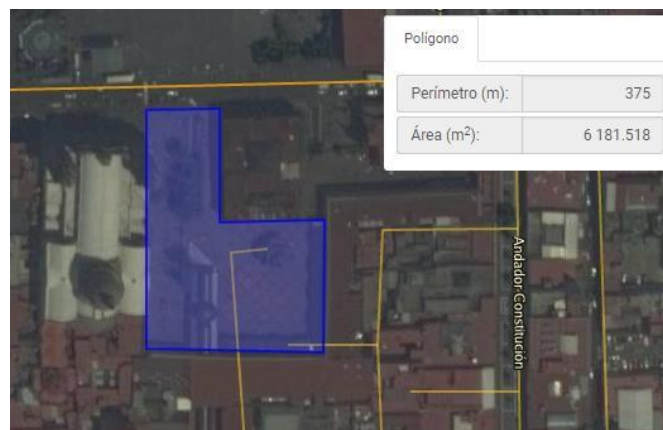 Polígono
Perímetro (m): 375
Área (m²): 6 181.518
Andador Constitución